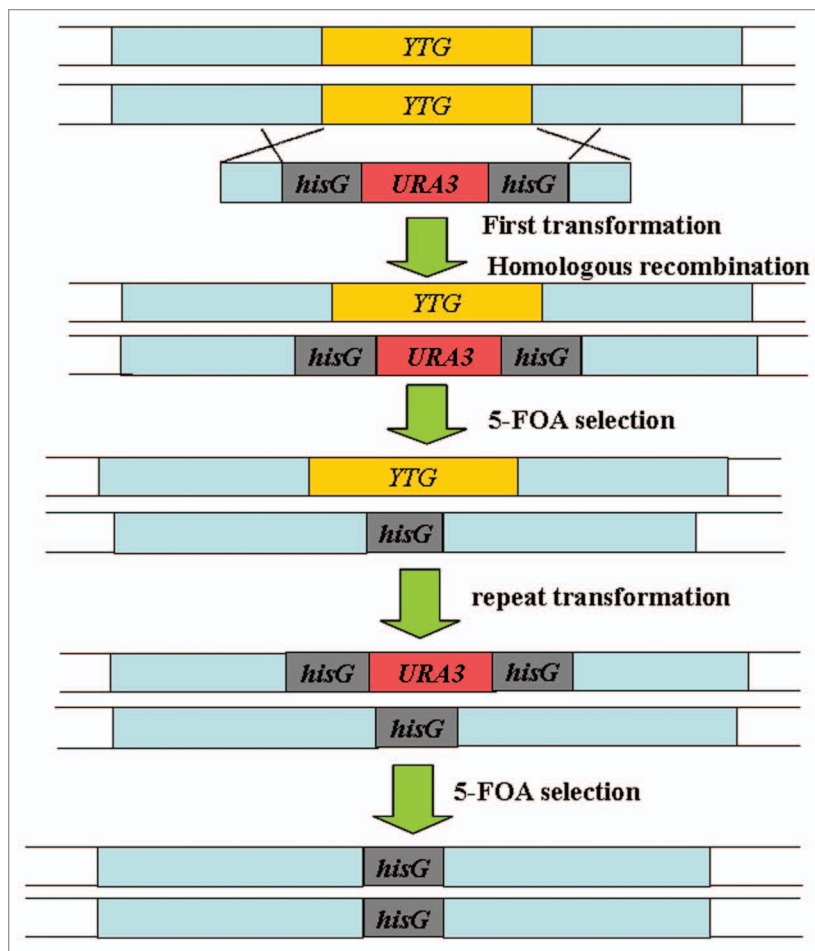 YTG
YTG
hisG URA3 hisG
First transformation
Homologous recombination
YTG
hisG URA3 hisG
5-FOA selection
YTG
hisG
repeat transformation
hisG URA3 hisG
hisG
5-FOA selection
hisG
hisG